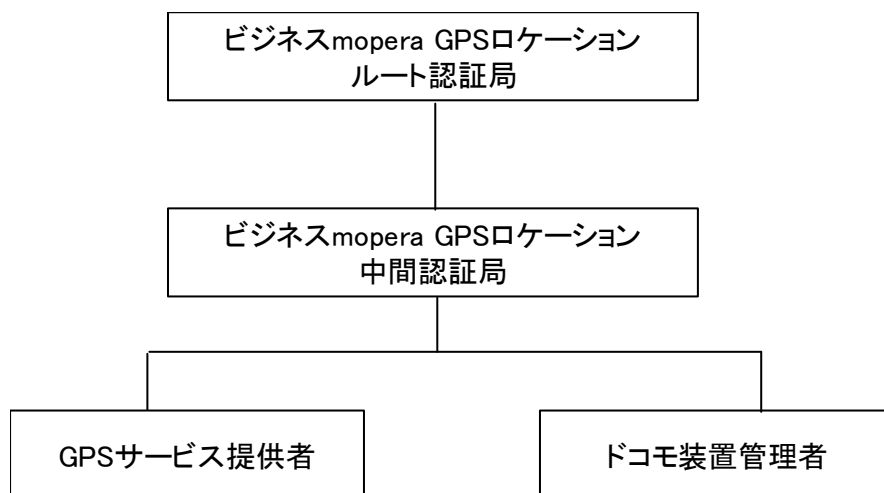 ビジネスmopera GPSロケーション
ルート認証局
ビジネスmopera GPSロケーション
中間認証局
GPSサービス提供者
ドコモ装置管理者